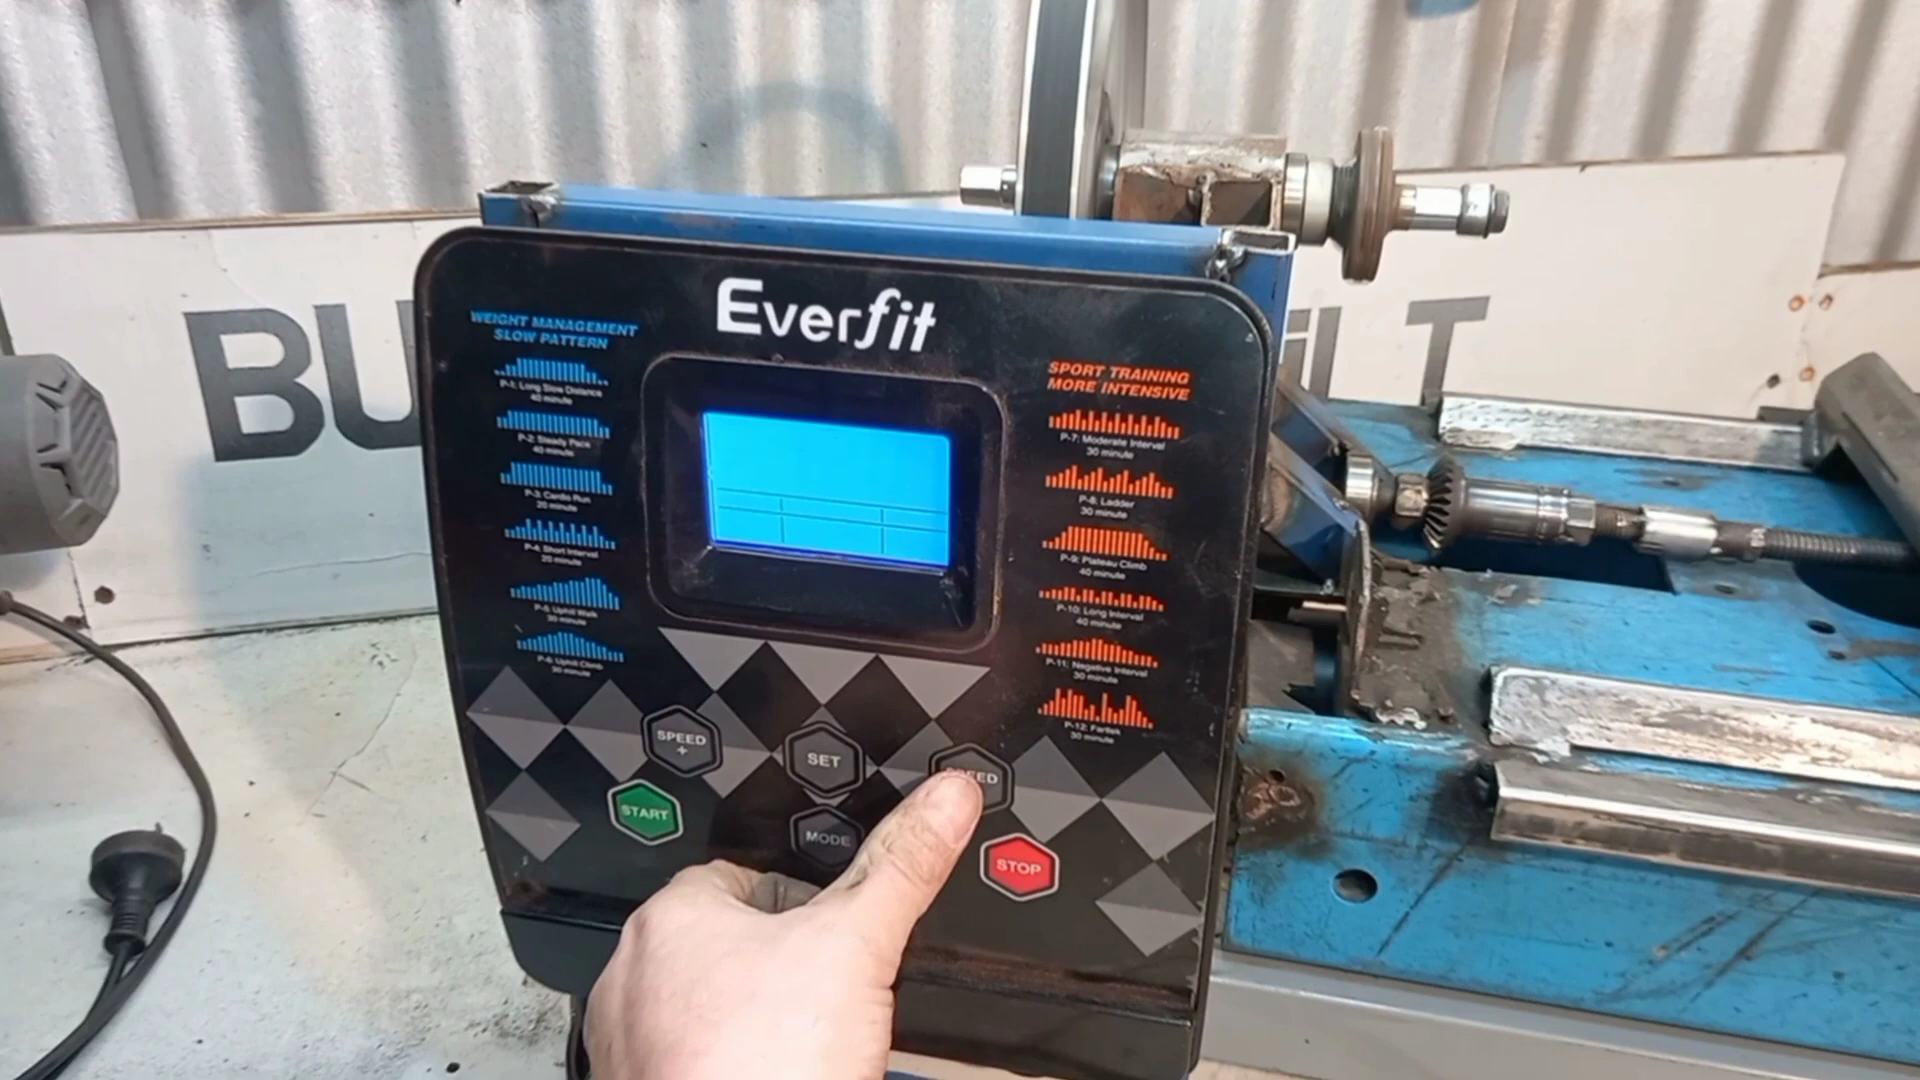 BU
iLT
Everfit
WEIGHT MANAGEMENT
SLOW PATTERN
P-1: Long Slow Distance
40 minute
P-2: Steady Pace
40 minute
P-3: Cardio Run
20 minute
P-4: Short Interval
20 minute
P-5: Uphill Walk
30 minute
P-6: Uphill Climb
30 minute
SPORT TRAINING
MORE INTENSIVE
P-7: Moderate Interval
30 minute
P-8: Ladder
30 minute
P-9: Plateau Climb
40 minute
P-10: Long Interval
40 minute
P-11: Negative Interval
30 minute
P-12: Fartlek
30 minute
SPEED
+
SET
SPEED
START
MODE
STOP